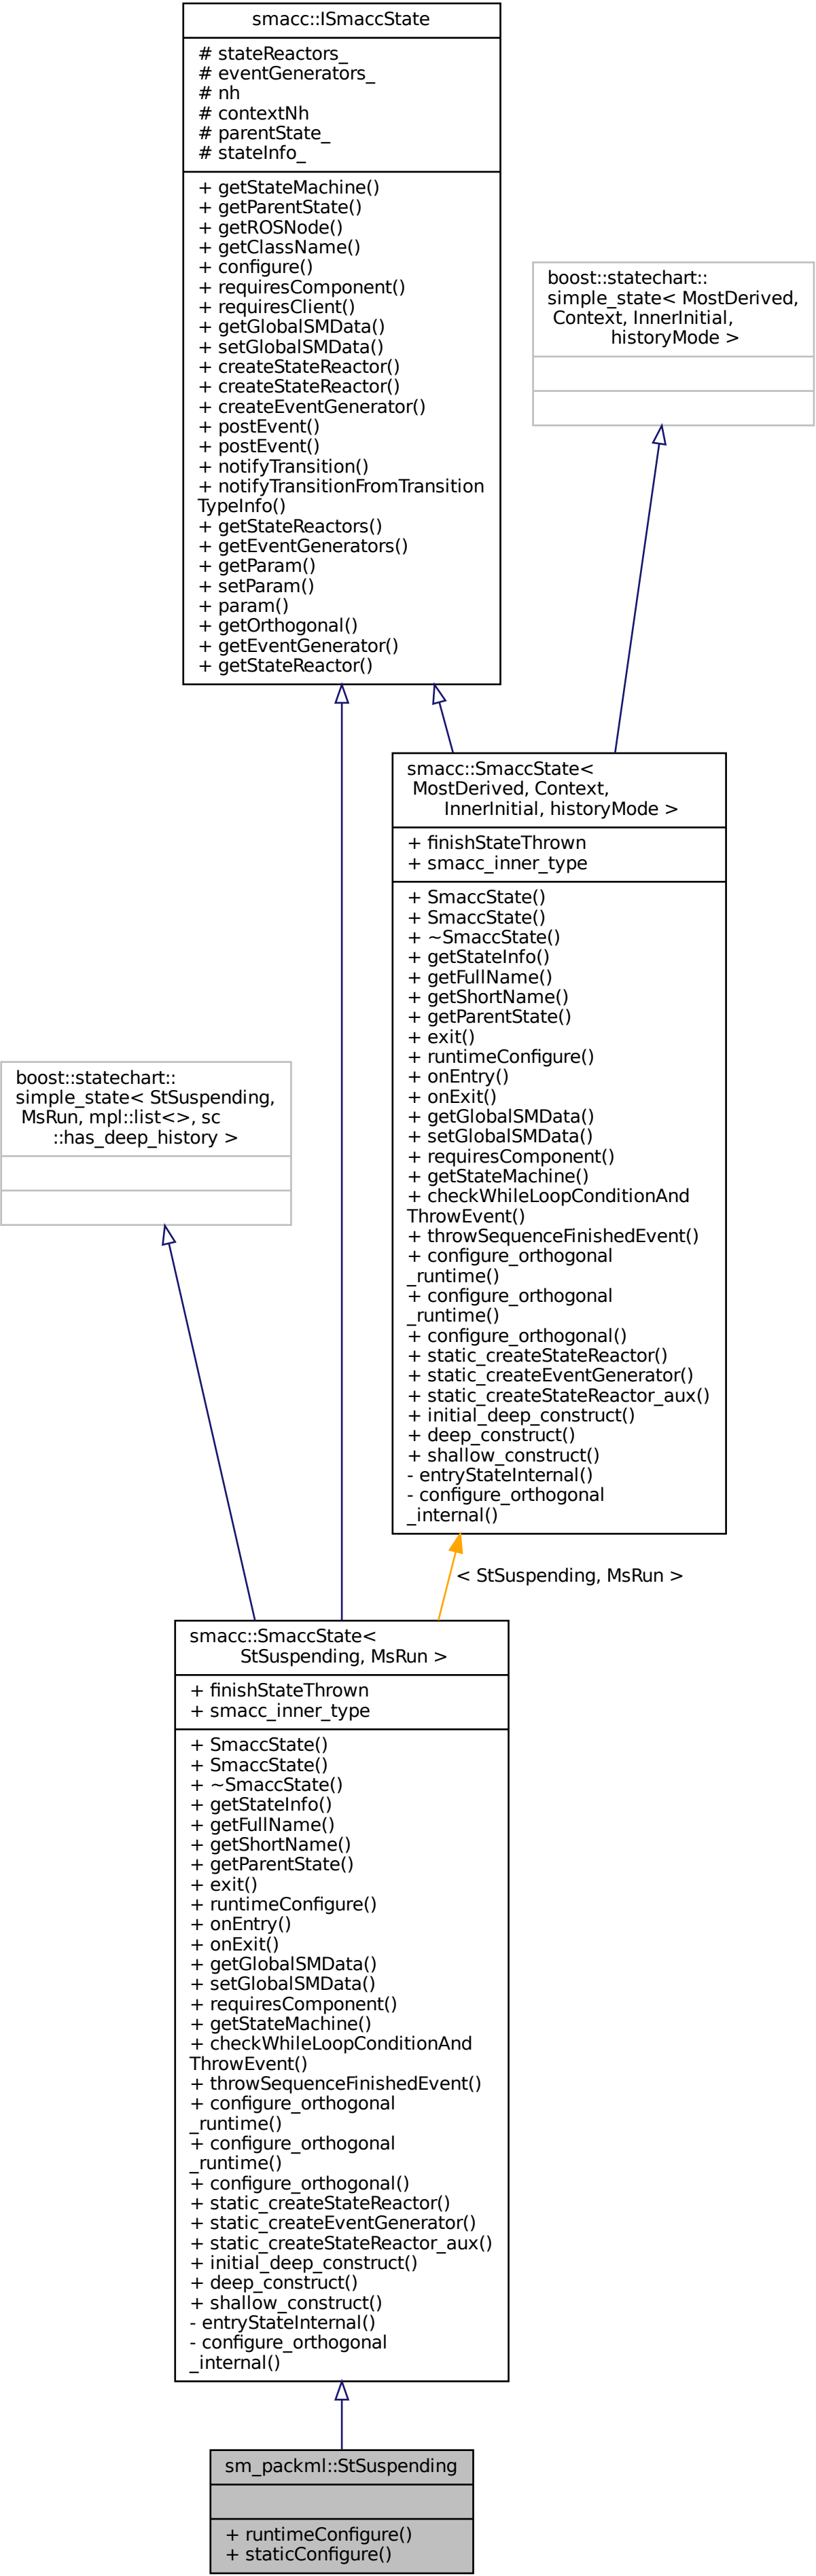 smacc::ISmaccState
# stateReactors_
# eventGenerators_
# nh
# contextNh
# parentState_
# stateInfo_
+ getStateMachine()
+ getParentState()
+ getROSNode()
+ getClassName()
+ configure()
+ requiresComponent()
+ requiresClient()
+ getGlobalSMData()
+ setGlobalSMData()
+ createStateReactor()
+ createStateReactor()
+ createEventGenerator()
+ postEvent()
+ postEvent()
+ notifyTransition()
+ notifyTransitionFromTransition
TypeInfo()
+ getStateReactors()
+ getEventGenerators()
+ getParam()
+ setParam()
+ param()
+ getOrthogonal()
+ getEventGenerator()
+ getStateReactor()
boost::statechart::
simple_state< MostDerived,
Context, InnerInitial,
historyMode >
smacc::SmaccState<
MostDerived, Context,
InnerInitial, historyMode >
+ finishStateThrown
+ smacc_inner_type
+ SmaccState()
+ SmaccState()
+ ~SmaccState()
+ getStateInfo()
+ getFullName()
+ getShortName()
+ getParentState()
+ exit()
+ runtimeConfigure()
+ onEntry()
+ onExit()
+ getGlobalSMData()
+ setGlobalSMData()
+ requiresComponent()
+ getStateMachine()
+ checkWhileLoopConditionAnd
ThrowEvent()
+ throwSequenceFinishedEvent()
+ configure_orthogonal
_runtime()
+ configure_orthogonal
_runtime()
+ configure_orthogonal()
+ static_createStateReactor()
+ static_createEventGenerator()
+ static_createStateReactor_aux()
+ initial_deep_construct()
+ deep_construct()
+ shallow_construct()
- entryStateInternal()
- configure_orthogonal
_internal()
boost::statechart::
simple_state< StSuspending,
MsRun, mpl::list<>, sc
::has_deep_history >
< StSuspending, MsRun >
smacc::SmaccState<
StSuspending, MsRun >
+ finishStateThrown
+ smacc_inner_type
+ SmaccState()
+ SmaccState()
+ ~SmaccState()
+ getStateInfo()
+ getFullName()
+ getShortName()
+ getParentState()
+ exit()
+ runtimeConfigure()
+ onEntry()
+ onExit()
+ getGlobalSMData()
+ setGlobalSMData()
+ requiresComponent()
+ getStateMachine()
+ checkWhileLoopConditionAnd
ThrowEvent()
+ throwSequenceFinishedEvent()
+ configure_orthogonal
_runtime()
+ configure_orthogonal
_runtime()
+ configure_orthogonal()
+ static_createStateReactor()
+ static_createEventGenerator()
+ static_createStateReactor_aux()
+ initial_deep_construct()
+ deep_construct()
+ shallow_construct()
- entryStateInternal()
- configure_orthogonal
_internal()
sm_packml::StSuspending
+ runtimeConfigure()
+ staticConfigure()